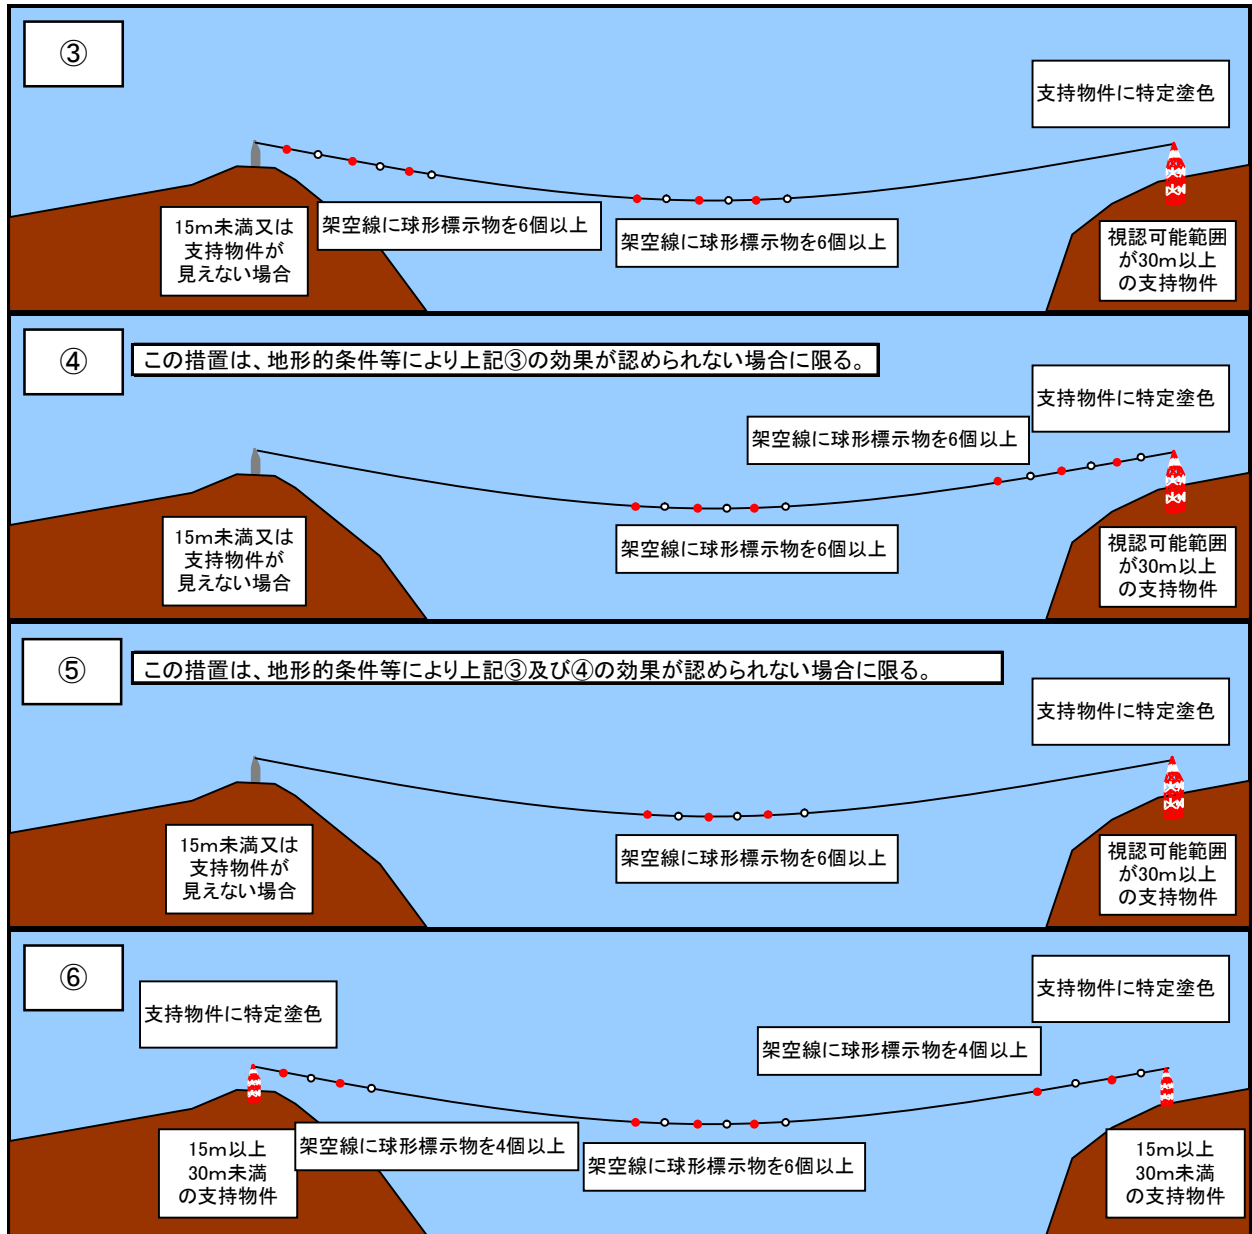 ③
支持物件に特定塗色
15m未満又は
支持物件が
見えない場合
架空線に球形標示物を6個以上
架空線に球形標示物を6個以上
視認可能範囲
が30m以上
の支持物件
④
この措置は、地形的条件等により上記③の効果が認められない場合に限る。
支持物件に特定塗色
架空線に球形標示物を6個以上
15m未満又は
支持物件が
見えない場合
架空線に球形標示物を6個以上
視認可能範囲
が30m以上
の支持物件
⑤
この措置は、地形的条件等により上記③及び④の効果が認められない場合に限る。
支持物件に特定塗色
15m未満又は
支持物件が
見えない場合
架空線に球形標示物を6個以上
視認可能範囲
が30m以上
の支持物件
⑥
支持物件に特定塗色
支持物件に特定塗色
架空線に球形標示物を4個以上
15m以上
30m未満
の支持物件
架空線に球形標示物を4個以上
架空線に球形標示物を6個以上
15m以上
30m未満
の支持物件